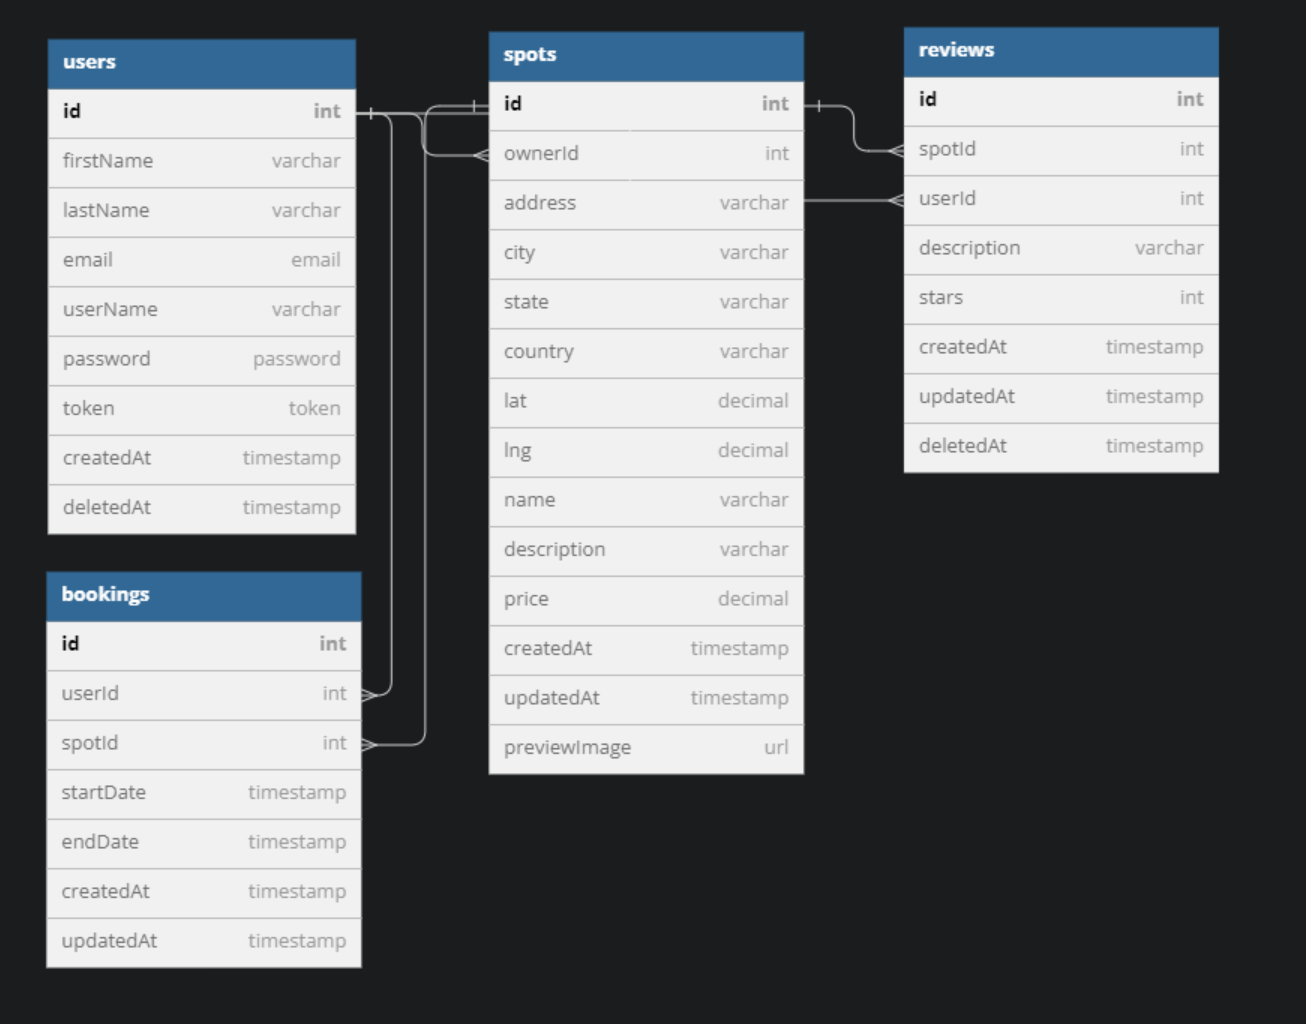 users
id int
firstName varchar
lastName varchar
email email
userName varchar
password password
token token
createdAt timestamp
deletedAt timestamp
bookings
id int
userId int
spotId int
startDate timestamp
endDate timestamp
createdAt timestamp
updatedAt timestamp
spots
id int
ownerId int
address varchar
city varchar
state varchar
country varchar
lat decimal
lng decimal
name varchar
description varchar
price decimal
createdAt timestamp
updatedAt timestamp
previewImage url
reviews
id int
spotId int
userId int
description varchar
stars int
createdAt timestamp
updatedAt timestamp
deletedAt timestamp